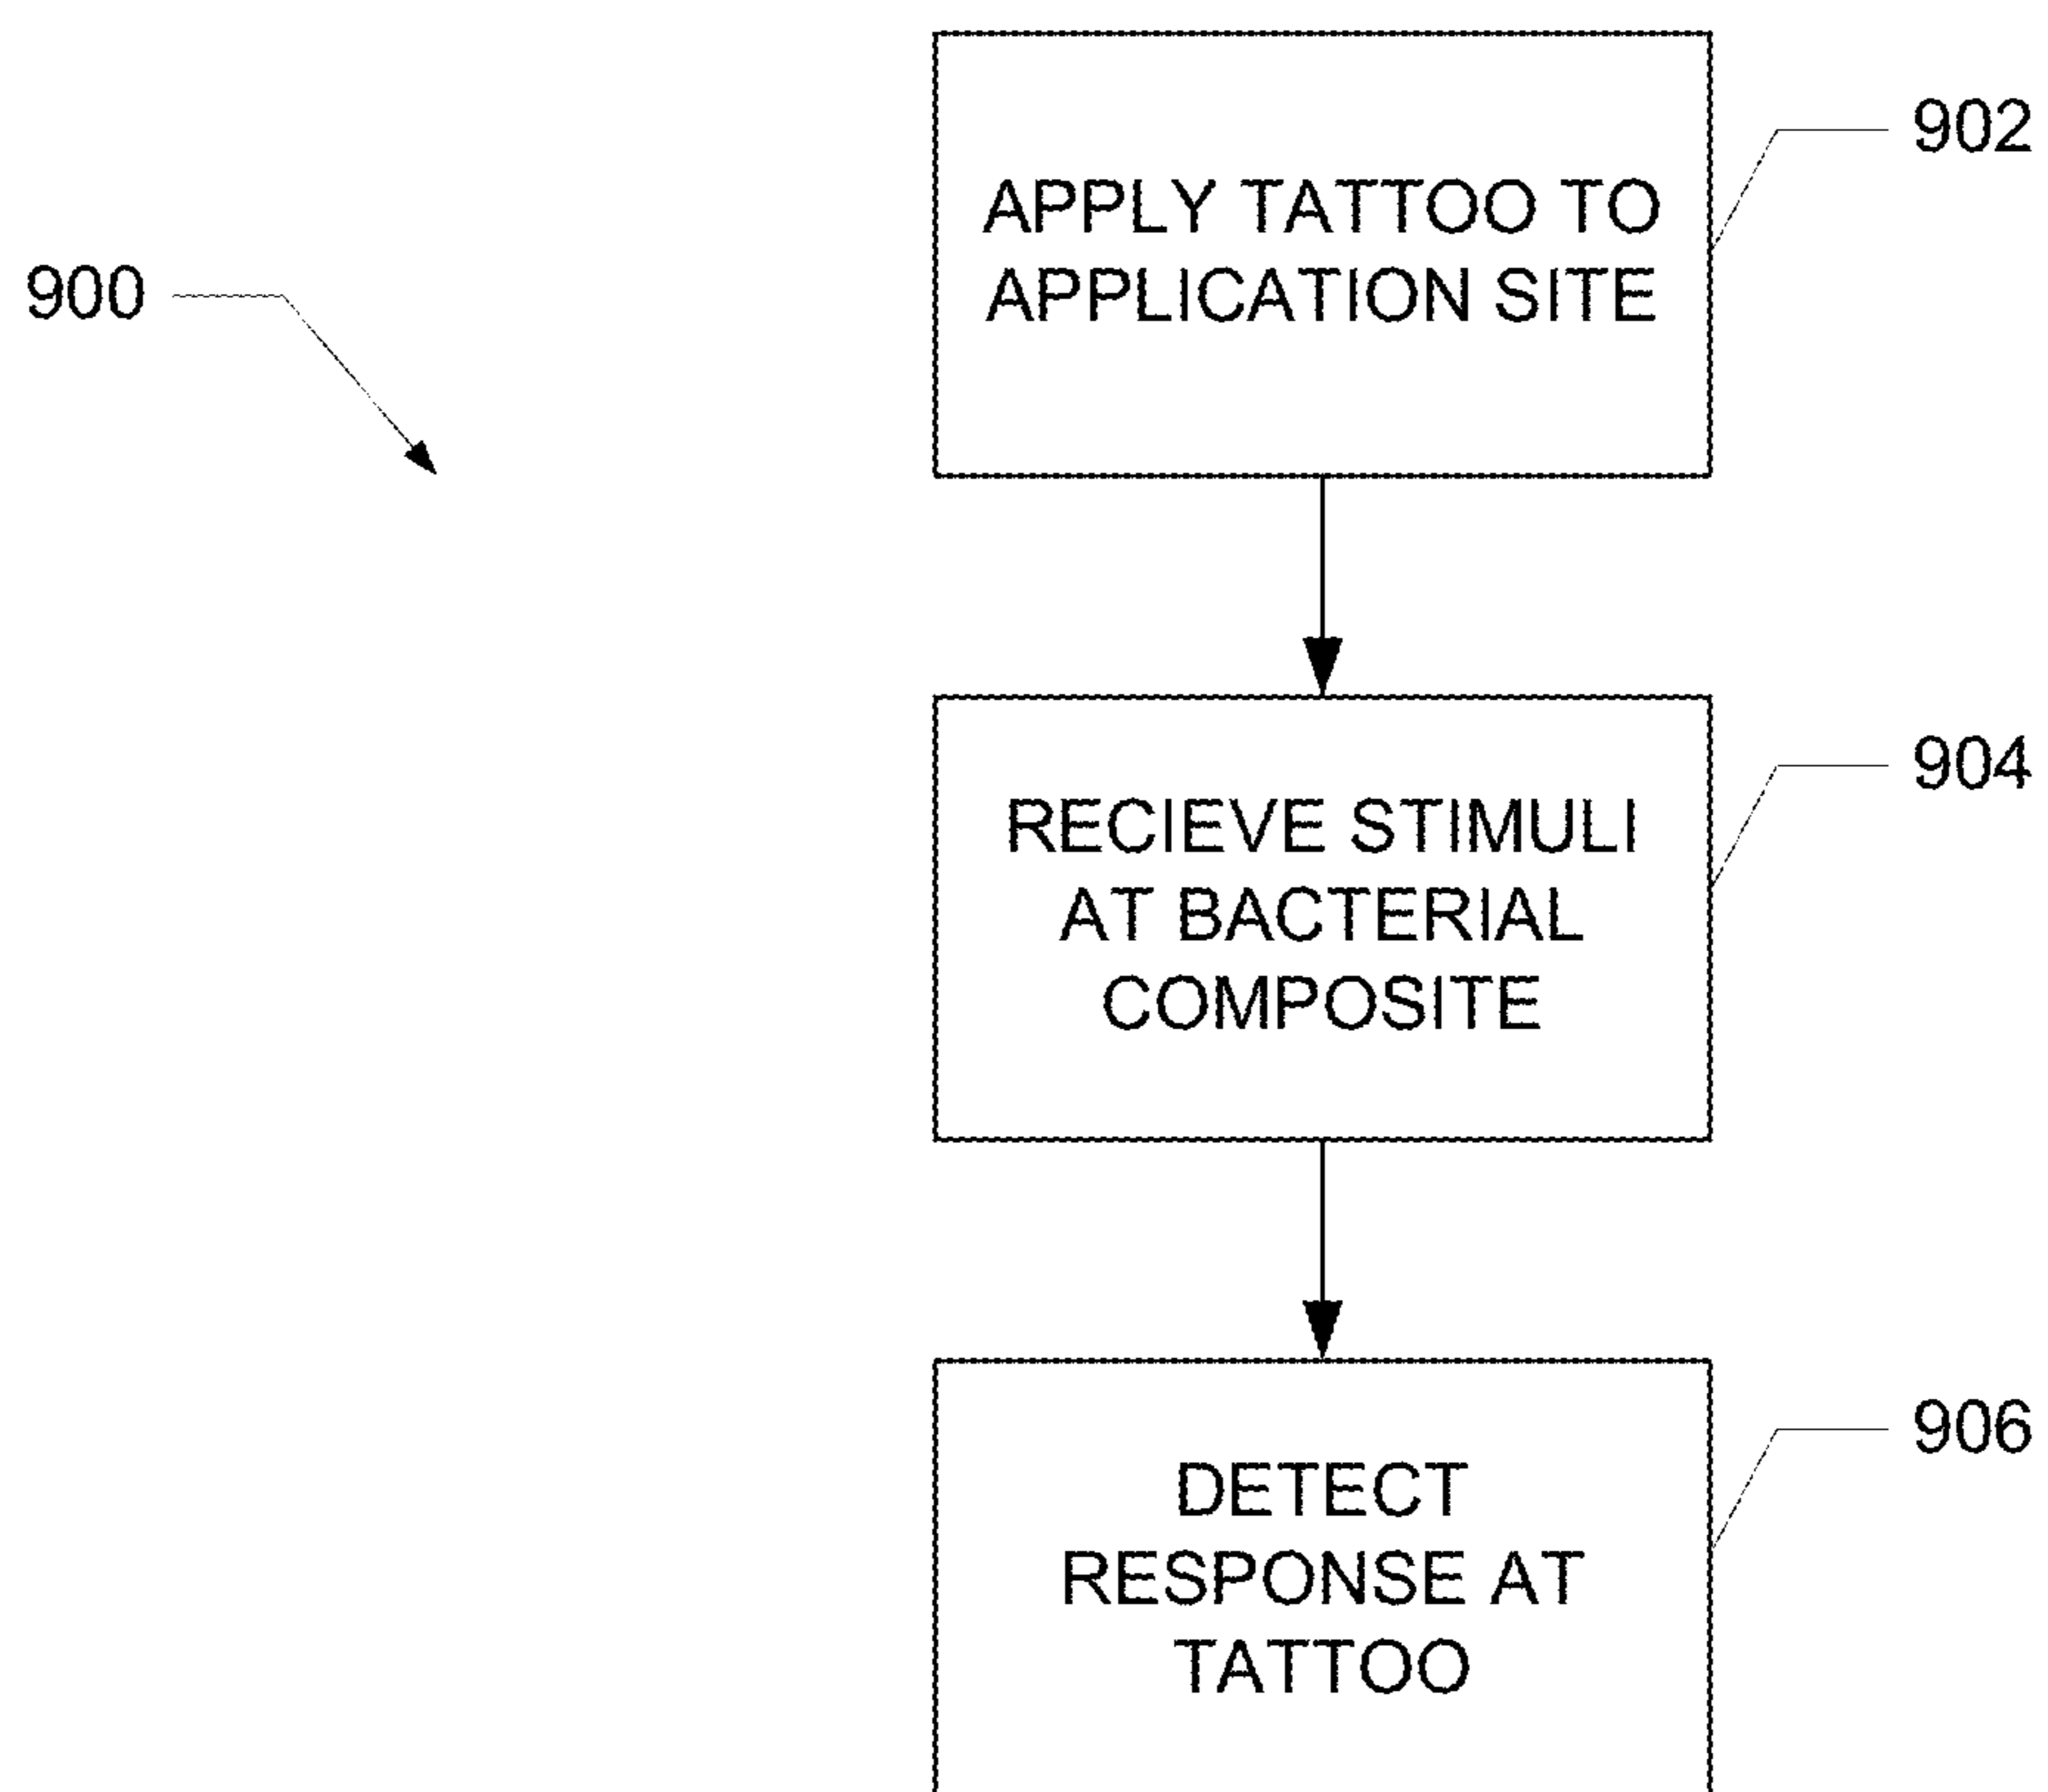 900
902
APPLY TATTOO TO
APPLICATION SITE
904
RECIEVE STIMULI
AT BACTERIAL
COMPOSITE
906
DETECT
RESPONSE AT
TATTOO